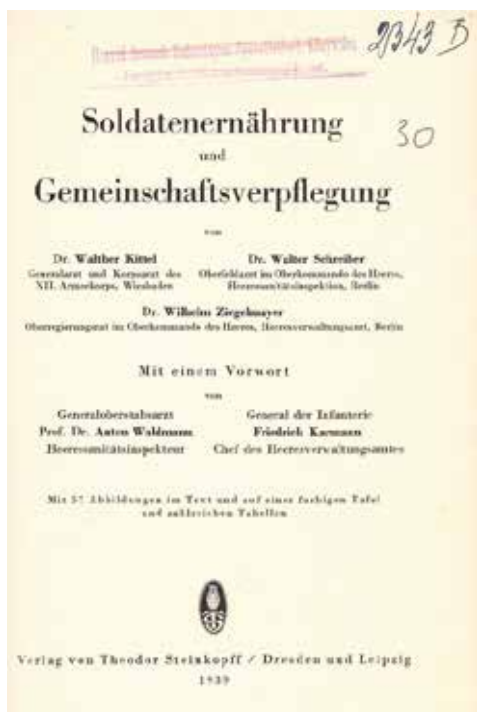 2343 B
30
Soldatenernährung
und
Gemeinschaftsverpflegung
von
Dr. Walther Kittel
Generalarzt und Korpsarzt des
XII. Armeekorps, Wiesbaden
Dr. Walter Schreiber
Oberfeldarzt im Oberkommando des Heeres,
Heeressanitätsinspektion, Berlin
Dr. Wilhelm Ziegelmayer
Oberregierungsrat im Oberkommando des Heeres, Heeresverwaltungsamt, Berlin
Mit einem Vorwort
von
Generaloberstabsarzt
Prof. Dr. Anton Waldmann
Heeressanitätsinspekteur
General der Infanterie
Friedrich Karmann
Chef des Heeresverwaltungsamtes
Mit 57 Abbildungen im Text und auf einer farbigen Tafel
und zahlreichen Tabellen
Verlag von Theodor Steinkopff / Dresden und Leipzig
1939